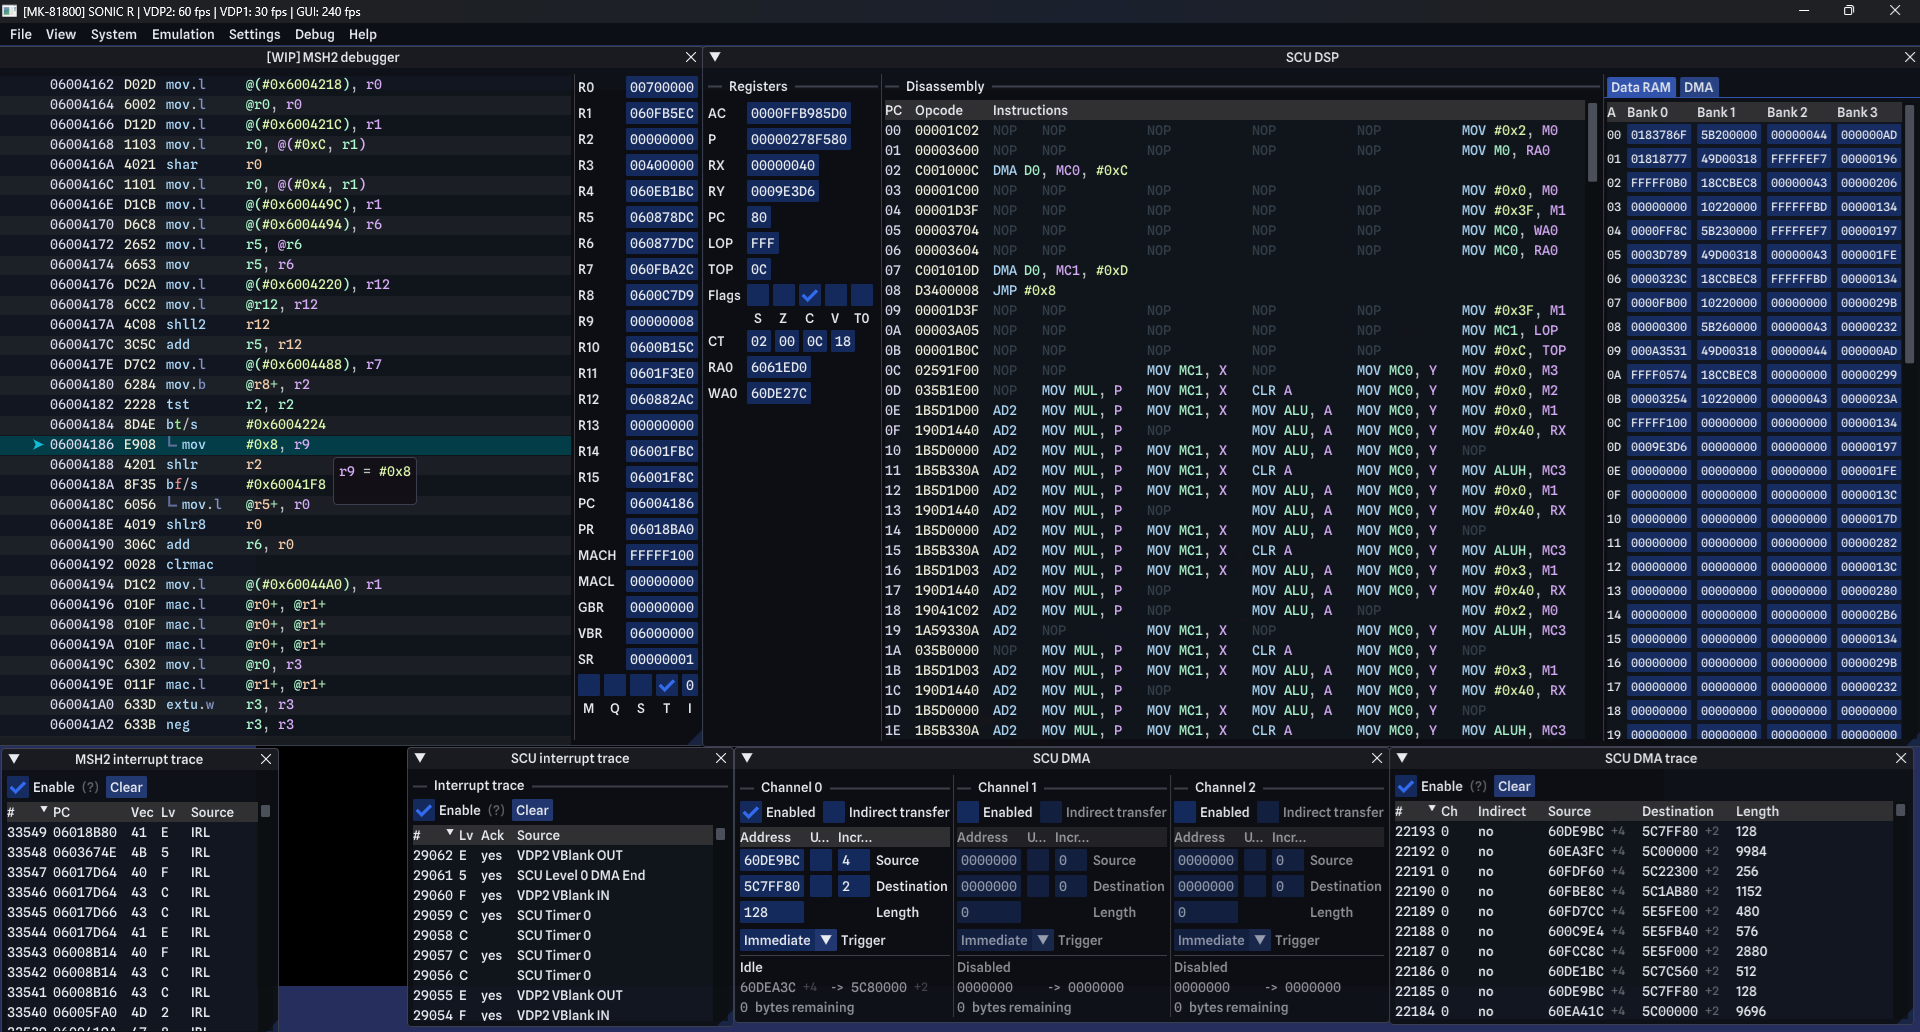 [MK-81800] SONIC R | VDP2: 60 fps | VDP1: 30 fps | GUI: 240 fps
File View System Emulation Settings Debug Help
[WIP] MSH2 debugger
06004162 D02D mov.l @(#0x6004218), r0
06004164 6002 mov.l @r0, r0
06004166 D12D mov.l @(#0x600421C), r1
06004168 1103 mov.l r0, @(#0xC, r1)
0600416A 4021 shar r0
0600416C 1101 mov.l r0, @(#0x4, r1)
0600416E D1CB mov.l @(#0x600449C), r1
06004170 D6C8 mov.l @(#0x6004494), r6
06004172 2652 mov.l r5, @r6
06004174 6653 mov r5, r6
06004176 DC2A mov.l @(#0x6004220), r12
06004178 6CC2 mov.l @r12, r12
0600417A 4C08 shll2 r12
0600417C 3C5C add r5, r12
0600417E D7C2 mov.l @(#0x6004488), r7
06004180 6284 mov.b @r8+, r2
06004182 2228 tst r2, r2
06004184 8D4E bt/s #0x6004224
06004186 E908 mov #0x8, r9
06004188 4201 shlr r2
r9 = #0x8
0600418A 8F35 bf/s #0x60041F8
0600418C 6056 mov.l @r5+, r0
0600418E 4019 shlr8 r0
06004190 306C add r6, r0
06004192 0028 clrmac
06004194 D1C2 mov.l @(#0x60044A0), r1
06004196 010F mac.l @r0+, @r1+
06004198 010F mac.l @r0+, @r1+
0600419A 010F mac.l @r0+, @r1+
0600419C 6302 mov.l @r0, r3
0600419E 011F mac.l @r1+, @r1+
060041A0 633D extu.w r3, r3
060041A2 633B neg r3, r3
R0 00700000
R1 060FB5EC
R2 00000000
R3 00400000
R4 060EB1BC
R5 060878DC
R6 060877DC
R7 060FBA2C
R8 0600C7D9
R9 00000008
R10 0600B15C
R11 0601F3E0
R12 060882AC
R13 00000000
R14 06001FBC
R15 06001F8C
PC 06004186
PR 06018BA0
MACH FFFFF100
MACL 00000000
GBR 00000000
VBR 06000000
SR 00000001
0
M Q S T I
SCU DSP
Registers
AC 0000FFB985D0
P 00000278F580
RX 00000040
RY 0009E3D6
PC 80
LOP FFF
TOP 0C
Flags
S Z C V T0
CT 02 00 0C 18
RA0 6061ED0
WA0 60DE27C
Disassembly
PC Opcode Instructions
00 00001C02 NOP NOP NOP NOP NOP MOV #0x2, M0
01 00003600 NOP NOP NOP NOP NOP MOV M0, RA0
02 C001000C DMA D0, MC0, #0xC
03 00001C00 NOP NOP NOP NOP NOP MOV #0x0, M0
04 00001D3F NOP NOP NOP NOP NOP MOV #0x3F, M1
05 00003704 NOP NOP NOP NOP NOP MOV MC0, WA0
06 00003604 NOP NOP NOP NOP NOP MOV MC0, RA0
07 C001010D DMA D0, MC1, #0xD
08 D3400008 JMP #0x8
09 00001D3F NOP NOP NOP NOP NOP MOV #0x3F, M1
0A 00003A05 NOP NOP NOP NOP NOP MOV MC1, LOP
0B 00001B0C NOP NOP NOP NOP NOP MOV #0xC, TOP
0C 02591F00 NOP NOP MOV MC1, X NOP MOV MC0, Y MOV #0x0, M3
0D 035B1E00 NOP MOV MUL, P MOV MC1, X CLR A MOV MC0, Y MOV #0x0, M2
0E 1B5D1D00 AD2 MOV MUL, P MOV MC1, X MOV ALU, A MOV MC0, Y MOV #0x0, M1
0F 190D1440 AD2 MOV MUL, P NOP MOV ALU, A MOV MC0, Y MOV #0x40, RX
10 1B5D0000 AD2 MOV MUL, P MOV MC1, X MOV ALU, A MOV MC0, Y NOP
11 1B5B330A AD2 MOV MUL, P MOV MC1, X CLR A MOV MC0, Y MOV ALUH, MC3
12 1B5D1D00 AD2 MOV MUL, P MOV MC1, X MOV ALU, A MOV MC0, Y MOV #0x0, M1
13 190D1440 AD2 MOV MUL, P NOP MOV ALU, A MOV MC0, Y MOV #0x40, RX
14 1B5D0000 AD2 MOV MUL, P MOV MC1, X MOV ALU, A MOV MC0, Y NOP
15 1B5B330A AD2 MOV MUL, P MOV MC1, X CLR A MOV MC0, Y MOV ALUH, MC3
16 1B5D1D03 AD2 MOV MUL, P MOV MC1, X MOV ALU, A MOV MC0, Y MOV #0x3, M1
17 190D1440 AD2 MOV MUL, P NOP MOV ALU, A MOV MC0, Y MOV #0x40, RX
18 19041C02 AD2 MOV MUL, P NOP MOV ALU, A NOP MOV #0x2, M0
19 1A59330A AD2 NOP MOV MC1, X NOP MOV MC0, Y MOV ALUH, MC3
1A 035B0000 NOP MOV MUL, P MOV MC1, X CLR A MOV MC0, Y NOP
1B 1B5D1D03 AD2 MOV MUL, P MOV MC1, X MOV ALU, A MOV MC0, Y MOV #0x3, M1
1C 190D1440 AD2 MOV MUL, P NOP MOV ALU, A MOV MC0, Y MOV #0x40, RX
1D 1B5D0000 AD2 MOV MUL, P MOV MC1, X MOV ALU, A MOV MC0, Y NOP
1E 1B5B330A AD2 MOV MUL, P MOV MC1, X CLR A MOV MC0, Y MOV ALUH, MC3
Data RAM DMA
A Bank 0 Bank 1 Bank 2 Bank 3
00 0183786F 5B200000 00000044 000000AD
01 01818777 49D00318 FFFFFEF7 00000196
02 FFFFF0B0 18CCBEC8 00000043 00000206
03 00000000 10220000 FFFFFFBD 00000134
04 0000FF8C 5B230000 FFFFFEF7 00000197
05 0003D789 49D00318 00000043 000001FE
06 0000323C 18CCBEC8 FFFFFFBD 00000134
07 0000FB00 10220000 00000000 0000029B
08 00000300 5B260000 00000043 00000232
09 000A3531 49D00318 00000044 000000AD
0A FFFF0574 18CCBEC8 00000000 00000299
0B 00003254 10220000 00000043 0000023A
0C FFFFF100 00000000 00000000 00000134
0D 0009E3D6 00000000 00000000 00000197
0E 00000000 00000000 00000000 000001FE
0F 00000000 00000000 00000000 0000013C
10 00000000 00000000 00000000 0000017D
11 00000000 00000000 00000000 00000282
12 00000000 00000000 00000000 0000013C
13 00000000 00000000 00000000 00000280
14 00000000 00000000 00000000 000002B6
15 00000000 00000000 00000000 00000134
16 00000000 00000000 00000000 0000029B
17 00000000 00000000 00000000 00000232
18 00000000 00000000 00000000 00000000
19 00000000 00000000 00000000 00000000
MSH2 interrupt trace
Enable (?) Clear
# PC Vec Lv Source
33549 06018B80 41 E IRL
33548 0603674E 4B 5 IRL
33547 06017D64 40 F IRL
33546 06017D64 43 C IRL
33545 06017D66 43 C IRL
33544 06017D64 41 E IRL
33543 06008B14 40 F IRL
33542 06008B14 43 C IRL
33541 06008B16 43 C IRL
33540 06005FA0 4D 2 IRL
SCU interrupt trace
Interrupt trace
Enable (?) Clear
# Lv Ack Source
29062 E yes VDP2 VBlank OUT
29061 5 yes SCU Level 0 DMA End
29060 F yes VDP2 VBlank IN
29059 C yes SCU Timer 0
29058 C SCU Timer 0
29057 C yes SCU Timer 0
29056 C SCU Timer 0
29055 E yes VDP2 VBlank OUT
29054 F yes VDP2 VBlank IN
SCU DMA
Channel 0
Enabled Indirect transfer
Address U... Incr...
60DE9BC 4 Source
5C7FF80 2 Destination
128 Length
Immediate Trigger
Idle
60DEA3C +4 -> 5C80000 +2
0 bytes remaining
Channel 1
Enabled Indirect transfer
Address U... Incr...
0000000 0 Source
0000000 0 Destination
0 Length
Immediate Trigger
Disabled
0000000 -> 0000000
0 bytes remaining
Channel 2
Enabled Indirect transfer
Address U... Incr...
0000000 0 Source
0000000 0 Destination
0 Length
Immediate Trigger
Disabled
0000000 -> 0000000
0 bytes remaining
SCU DMA trace
Enable (?) Clear
# Ch Indirect Source Destination Length
22193 0 no 60DE9BC +4 5C7FF80 +2 128
22192 0 no 60EA3FC +4 5C00000 +2 9984
22191 0 no 60FDF60 +4 5C22300 +2 256
22190 0 no 60FBE8C +4 5C1AB80 +2 1152
22189 0 no 60FD7CC +4 5E5FE00 +2 480
22188 0 no 600C9E4 +4 5E5FB40 +2 576
22187 0 no 60FCC8C +4 5E5F000 +2 2880
22186 0 no 60DE1BC +4 5C7C560 +2 512
22185 0 no 60DE9BC +4 5C7FF80 +2 128
22184 0 no 60EA41C +4 5C00000 +2 9696